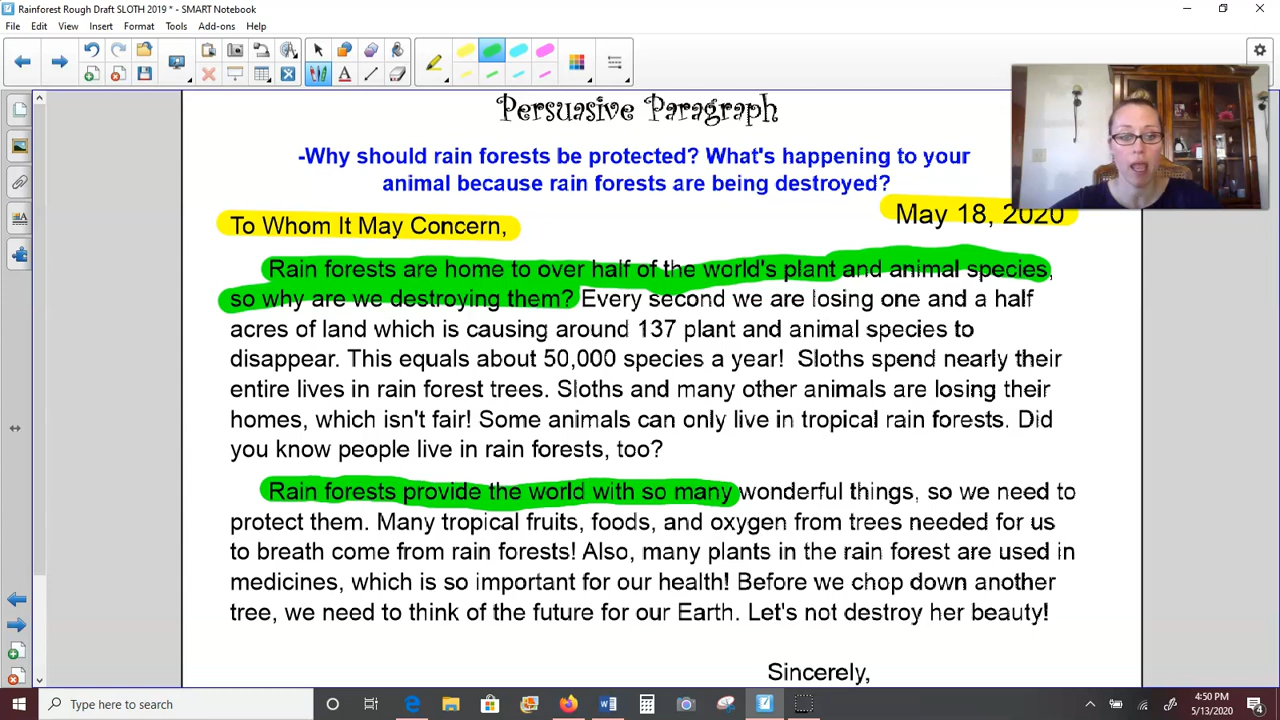 Rainforest Rough Draft SLOTH 2019 * - SMART Notebook
File Edit View Insert Format Tools Add-ons Help
Persuasive Paragraph
-Why should rain forests be protected? What's happening to your
animal because rain forests are being destroyed?
May 18, 2020
To Whom It May Concern,
Rain forests are home to over half of the world's plant and animal species,
so why are we destroying them? Every second we are losing one and a half
acres of land which is causing around 137 plant and animal species to
disappear. This equals about 50,000 species a year! Sloths spend nearly their
entire lives in rain forest trees. Sloths and many other animals are losing their
homes, which isn't fair! Some animals can only live in tropical rain forests. Did
you know people live in rain forests, too?
Rain forests provide the world with so many wonderful things, so we need to
protect them. Many tropical fruits, foods, and oxygen from trees needed for us
to breath come from rain forests! Also, many plants in the rain forest are used in
medicines, which is so important for our health! Before we chop down another
tree, we need to think of the future for our Earth. Let's not destroy her beauty!
Sincerely,
Type here to search
4:50 PM
5/13/2020